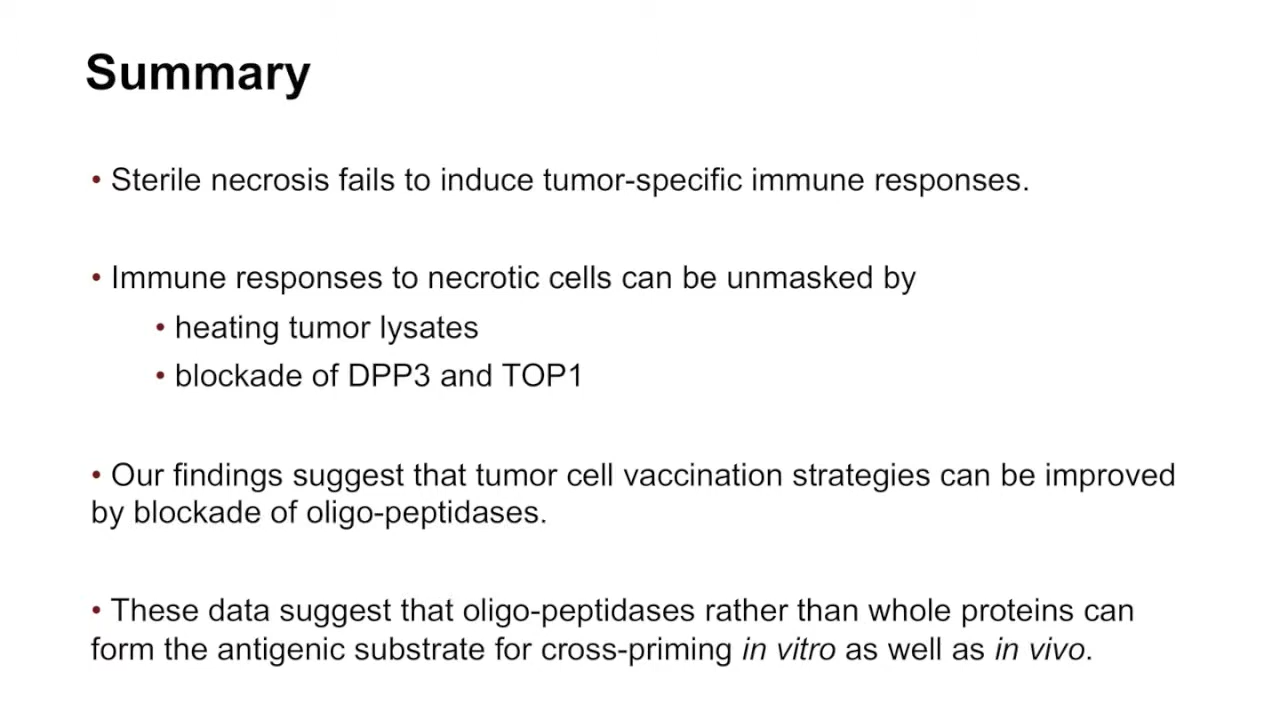 Summary
• Sterile necrosis fails to induce tumor-specific immune responses.
• Immune responses to necrotic cells can be unmasked by
• heating tumor lysates
• blockade of DPP3 and TOP1
• Our findings suggest that tumor cell vaccination strategies can be improved
by blockade of oligo-peptidases.
• These data suggest that oligo-peptidases rather than whole proteins can
form the antigenic substrate for cross-priming in vitro as well as in vivo.